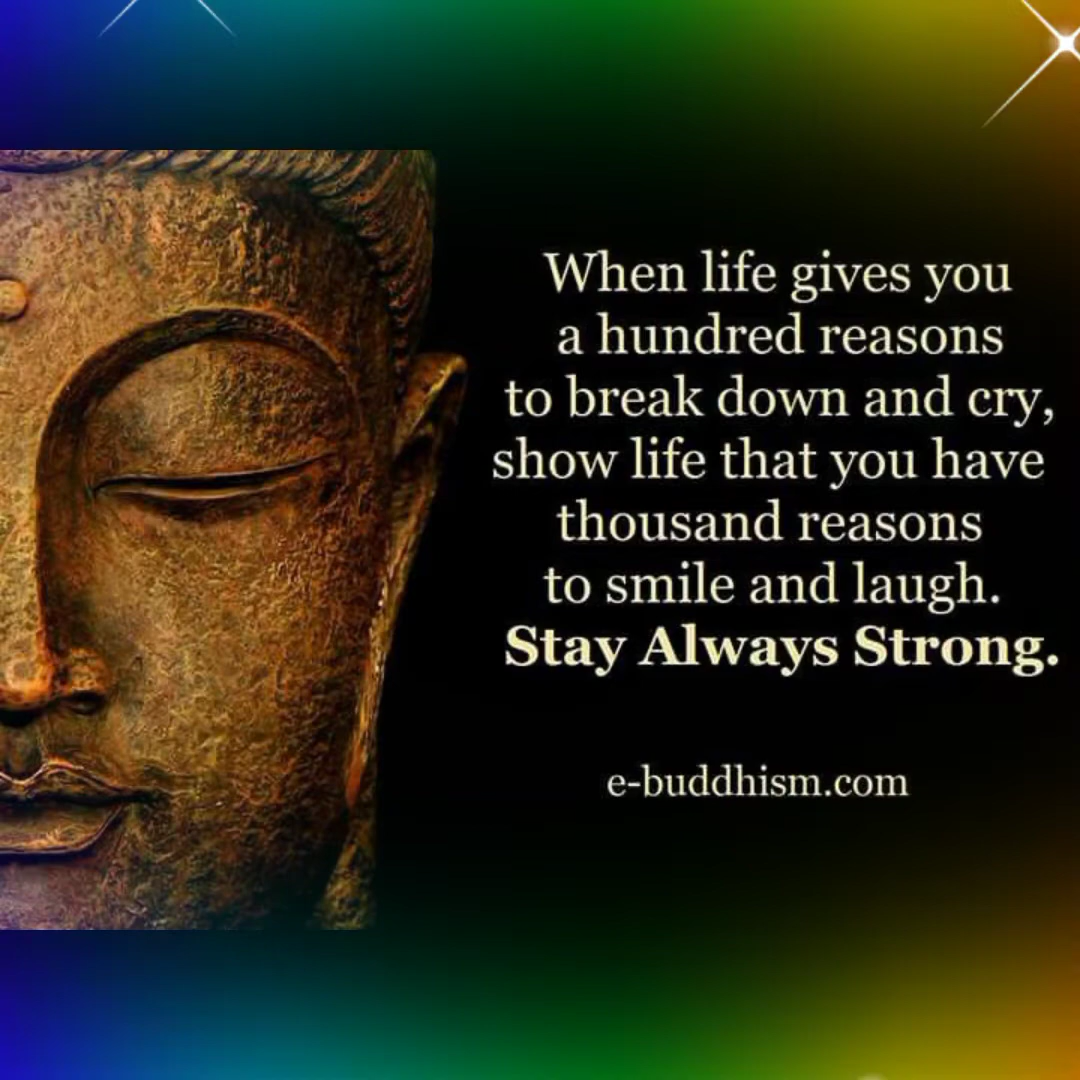 When life gives you
a hundred reasons
to break down and cry,
show life that you have
thousand reasons
to smile and laugh.
Stay Always Strong.
e-buddhism.com